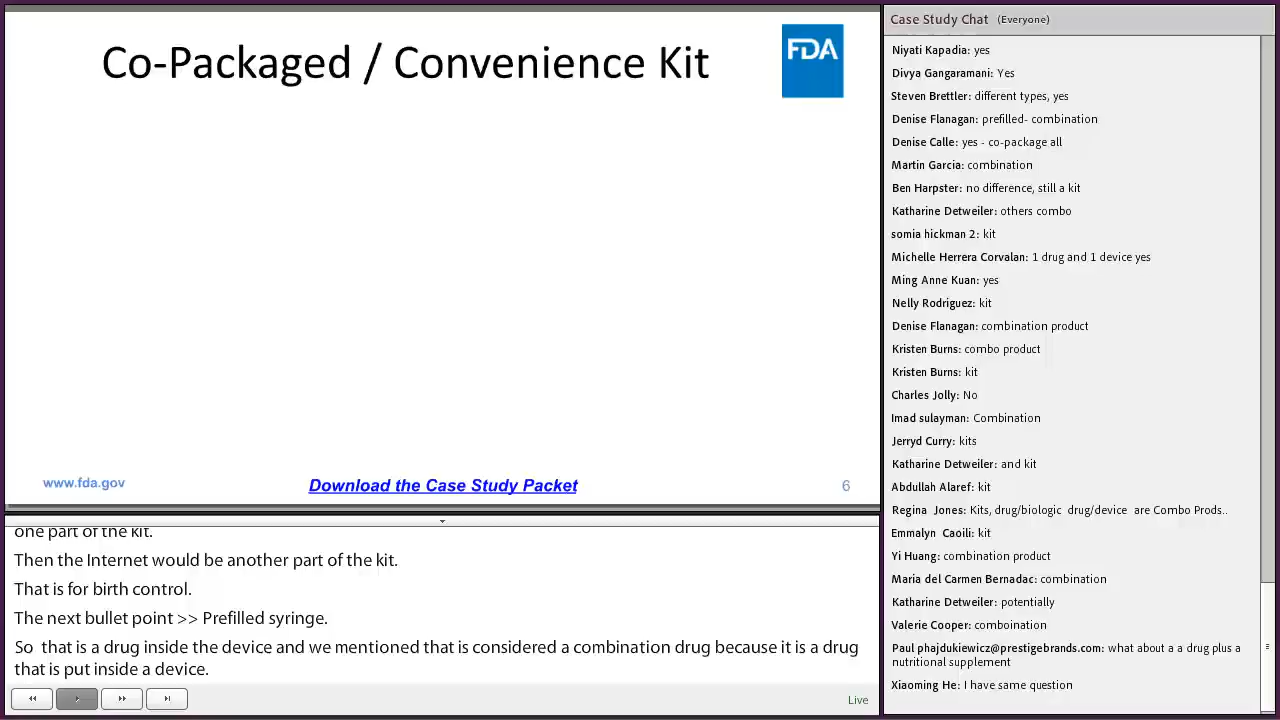 Co-Packaged / Convenience Kit
FDA
www.fda.gov
Download the Case Study Packet
6
one part of the kit.
Then the Internet would be another part of the kit.
That is for birth control.
The next bullet point >> Prefilled syringe.
So  that is a drug inside the device and we mentioned that is considered a combination drug because it is a drug
that is put inside a device.
Live
Case Study Chat (Everyone)
Niyati Kapadia: yes
Divya Gangaramani: Yes
Steven Brettler: different types, yes
Denise Flanagan: prefilled- combination
Denise Calle: yes - co-package all
Martin Garcia: combination
Ben Harpster: no difference, still a kit
Katharine Detweiler: others combo
somia hickman 2: kit
Michelle Herrera Corvalan: 1 drug and 1 device yes
Ming Anne Kuan: yes
Nelly Rodriguez: kit
Denise Flanagan: combination product
Kristen Burns: combo product
Kristen Burns: kit
Charles Jolly: No
Imad sulayman: Combination
Jerryd Curry: kits
Katharine Detweiler: and kit
Abdullah Alaref: kit
Regina  Jones: Kits, drug/biologic  drug/device  are Combo Prods..
Emmalyn  Caoili: kit
Yi Huang: combination product
Maria del Carmen Bernadac: combination
Katharine Detweiler: potentially
Valerie Cooper: comboination
Paul phajdukiewicz@prestigebrands.com: what about a a drug plus a
nutritional supplement
Xiaoming He: I have same question